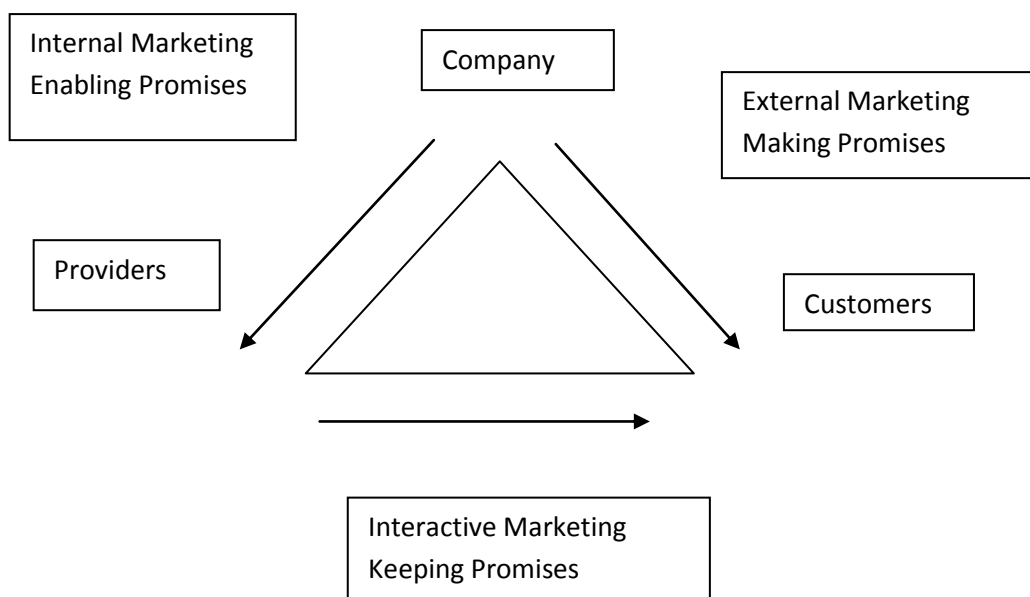 Internal Marketing
Enabling Promises
Company
External Marketing
Making Promises
Providers
Customers
Interactive Marketing
Keeping Promises